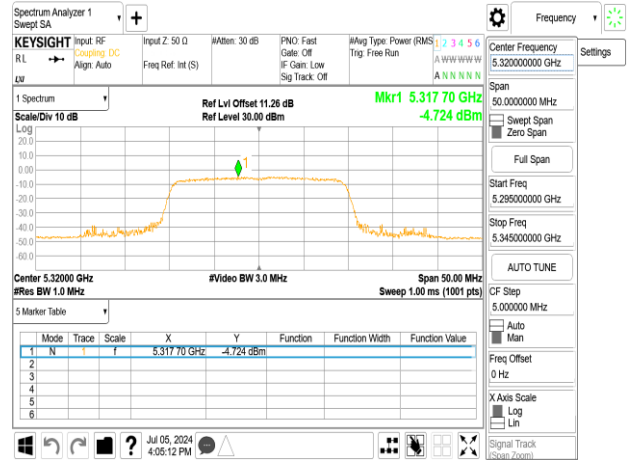 Spectrum Analyzer 1
Swept SA
Frequency
KEYSIGHT
RL
Input: RF
Coupling: DC
Align: Auto
Input Z: 50 Ω
Freq Ref: Int (S)
#Atten: 30 dB
PNO: Fast
Gate: Off
IF Gain: Low
Sig Track: Off
#Avg Type: Power (RMS
Trig: Free Run
1 2 3 4 5 6
A W W W W W
A N N N N N
Center Frequency
5.320000000 GHz
Settings
Span
50.0000000 MHz
Swept Span
Zero Span
Full Span
Start Freq
5.295000000 GHz
Stop Freq
5.345000000 GHz
AUTO TUNE
CF Step
5.000000 MHz
Auto
Man
Freq Offset
0 Hz
X Axis Scale
Log
Lin
Signal Track
(Span Zoom)
1 Spectrum
Scale/Div 10 dB
Ref Lvl Offset 11.26 dB
Ref Level 30.00 dBm
Mkr1 5.317 70 GHz
-4.724 dBm
Log
20.0
10.0
0.00
-10.0
-20.0
-30.0
-40.0
-50.0
-60.0
1
Center 5.32000 GHz
#Res BW 1.0 MHz
#Video BW 3.0 MHz
Span 50.00 MHz
Sweep 1.00 ms (1001 pts)
5 Marker Table
Mode Trace Scale X Y Function Function Width Function Value
1 N 1 f 5.317 70 GHz -4.724 dBm
2
3
4
5
6
?
Jul 05, 2024
4:05:12 PM